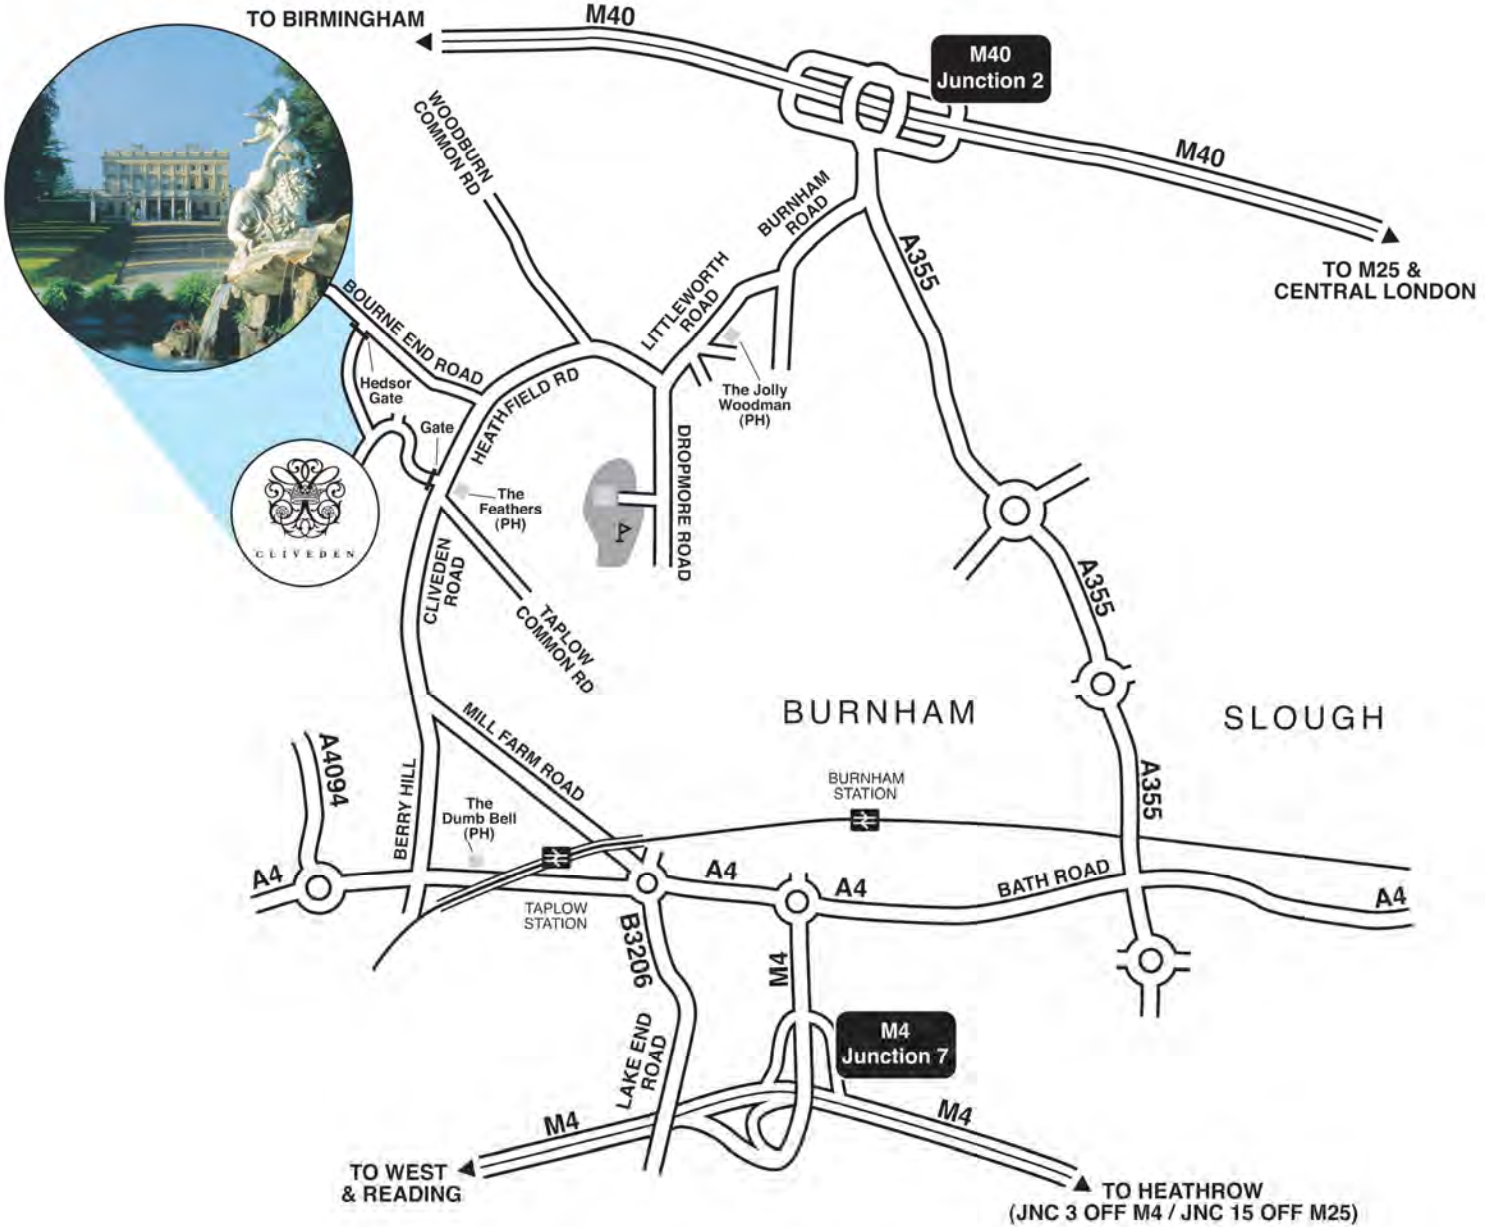 TO BIRMINGHAM
M40
M40
Junction 2
M40
TO M25 &
CENTRAL LONDON
WOODBURN
COMMON RD
BURNHAM
ROAD
A355
LITTLEWORTH
ROAD
BOURNE END ROAD
Hedsor
Gate
HEATHFIELD RD
The Jolly
Woodman
(PH)
Gate
DROPMORE ROAD
The
Feathers
(PH)
CLIVEDEN
CLIVEDEN
ROAD
A355
TAPLOW
COMMON RD
BURNHAM
SLOUGH
MILL FARM ROAD
A4094
BERRY HILL
The
Dumb Bell
(PH)
BURNHAM
STATION
A355
A4
A4
A4
BATH ROAD
A4
TAPLOW
STATION
B3206
M4
LAKE END
ROAD
M4
Junction 7
M4
M4
TO WEST
& READING
TO HEATHROW
(JNC 3 OFF M4 / JNC 15 OFF M25)